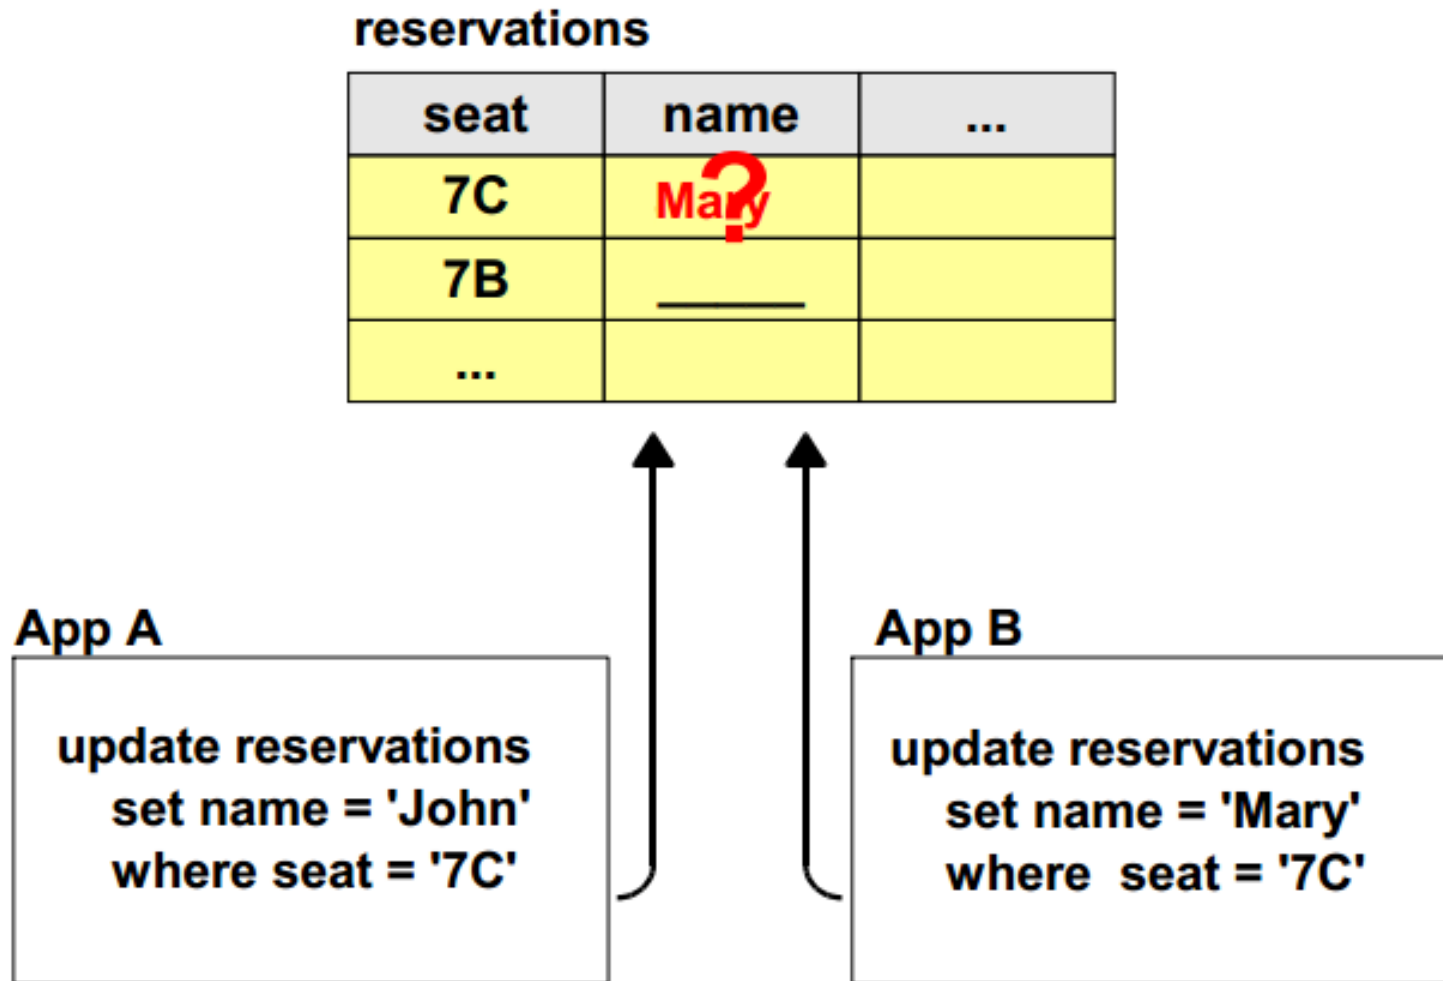 reservations
seat name ...
7C Mary ?
7B _____
...
App A
update reservations
set name = 'John'
where seat = '7C'
App B
update reservations
set name = 'Mary'
where seat = '7C'